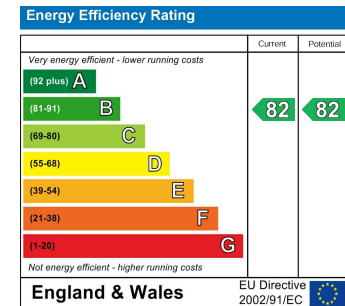 Energy Efficiency Rating
Current Potential
Very energy efficient - lower running costs
(92 plus) A
(81-91) B 82 82
(69-80) C
(55-68) D
(39-54) E
(21-38) F
(1-20) G
Not energy efficient - higher running costs
England & Wales
EU Directive
2002/91/EC